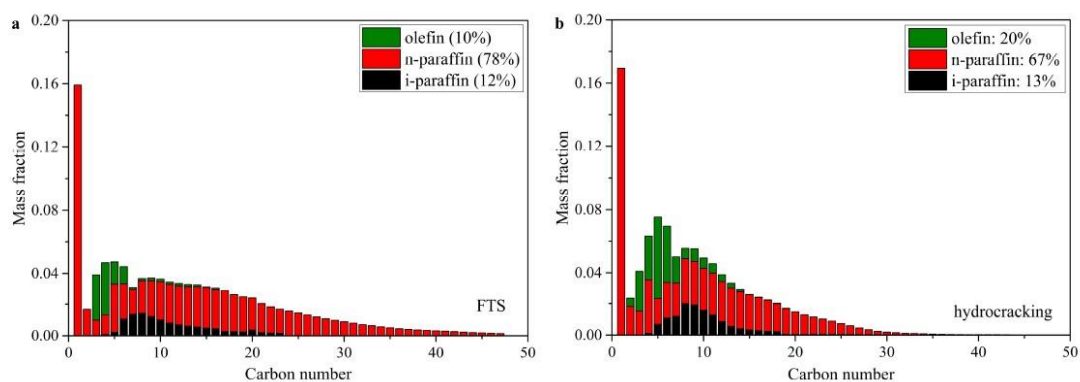 a
0.20
0.16
0.12
0.08
0.04
0.00
Mass fraction
olefin (10%)
n-paraffin (78%)
i-paraffin (12%)
FTS
0 10 20 30 40 50
Carbon number
b
0.20
0.16
0.12
0.08
0.04
0.00
Mass fraction
olefin: 20%
n-paraffin: 67%
i-paraffin: 13%
hydrocracking
0 10 20 30 40 50
Carbon number